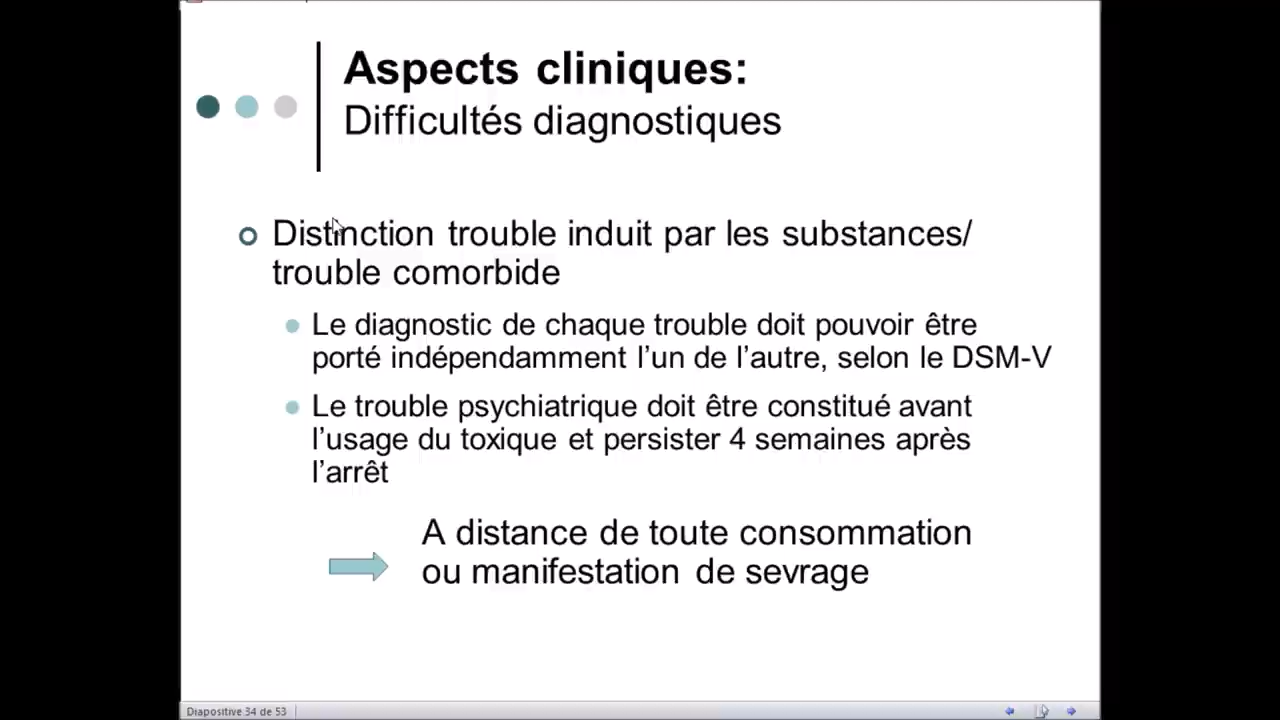 Aspects cliniques:
Difficultés diagnostiques
Distinction trouble induit par les substances/
trouble comorbide
Le diagnostic de chaque trouble doit pouvoir être
porté indépendamment l’un de l’autre, selon le DSM-V
Le trouble psychiatrique doit être constitué avant
l’usage du toxique et persister 4 semaines après
l’arrêt
A distance de toute consommation
ou manifestation de sevrage
Diapositive 34 de 53